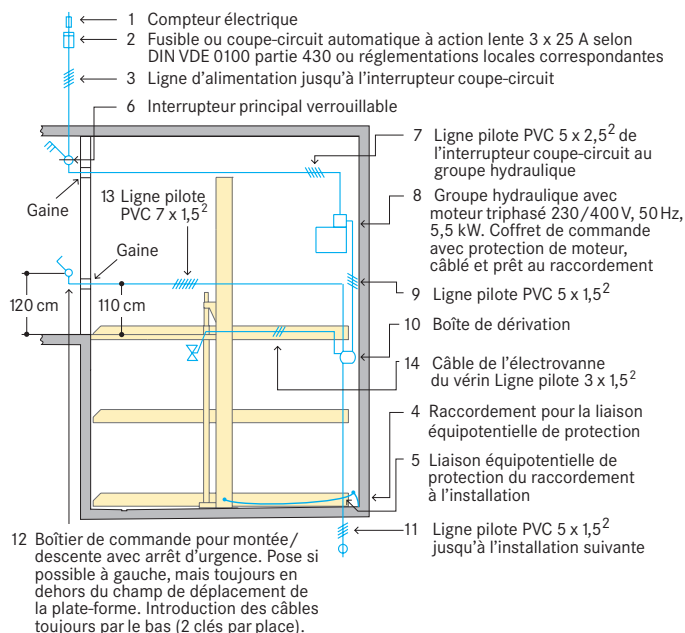 1 Compteur électrique
2 Fusible ou coupe-circuit automatique à action lente 3 x 25 A selon
DIN VDE 0100 partie 430 ou réglementations locales correspondantes
3 Ligne d'alimentation jusqu'à l'interrupteur coupe-circuit
6 Interrupteur principal verrouillable
7 Ligne pilote PVC 5 x 2,5² de
l'interrupteur coupe-circuit au
groupe hydraulique
Gaine
13 Ligne pilote
PVC 7 x 1,5²
8 Groupe hydraulique avec
moteur triphasé 230/400 V, 50 Hz,
5,5 kW. Coffret de commande
avec protection de moteur,
câblé et prêt au raccordement
Gaine
120 cm
110 cm
9 Ligne pilote PVC 5 x 1,5²
10 Boîte de dérivation
14 Câble de l'électrovanne
du vérin Ligne pilote 3 x 1,5²
4 Raccordement pour la liaison
équipotentielle de protection
5 Liaison équipotentielle de
protection du raccordement
à l'installation
11 Ligne pilote PVC 5 x 1,5²
jusqu'à l'installation suivante
12 Boîtier de commande pour montée/
descente avec arrêt d'urgence. Pose si
possible à gauche, mais toujours en
dehors du champ de déplacement de
la plate-forme. Introduction des câbles
toujours par le bas (2 clés par place).